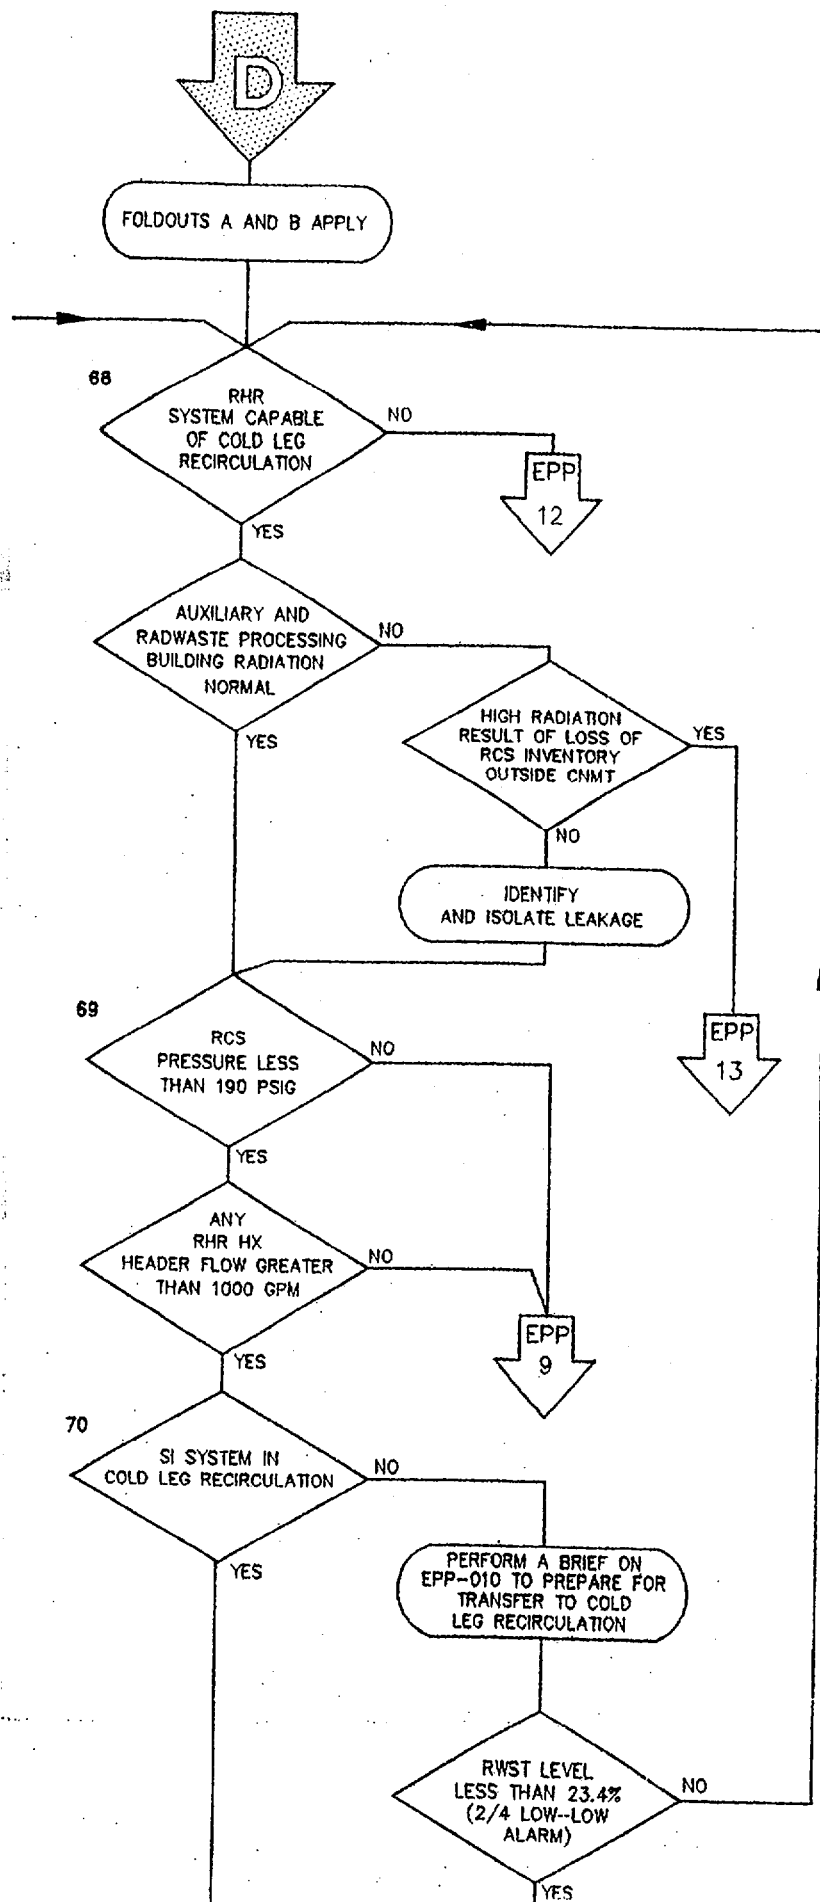 D
FOLDOUTS A AND B APPLY
68
RHR
SYSTEM CAPABLE
OF COLD LEG
RECIRCULATION
NO
EPP
12
YES
AUXILIARY AND
RADWASTE PROCESSING
BUILDING RADIATION
NORMAL
NO
HIGH RADIATION
RESULT OF LOSS OF
RCS INVENTORY
OUTSIDE CNMT
YES
YES
NO
IDENTIFY
AND ISOLATE LEAKAGE
69
RCS
PRESSURE LESS
THAN 190 PSIG
NO
EPP
13
YES
ANY
RHR HX
HEADER FLOW GREATER
THAN 1000 GPM
NO
EPP
9
YES
70
SI SYSTEM IN
COLD LEG RECIRCULATION
NO
YES
PERFORM A BRIEF ON
EPP-010 TO PREPARE FOR
TRANSFER TO COLD
LEG RECIRCULATION
RWST LEVEL
LESS THAN 23.4%
(2/4 LOW--LOW
ALARM)
NO
YES